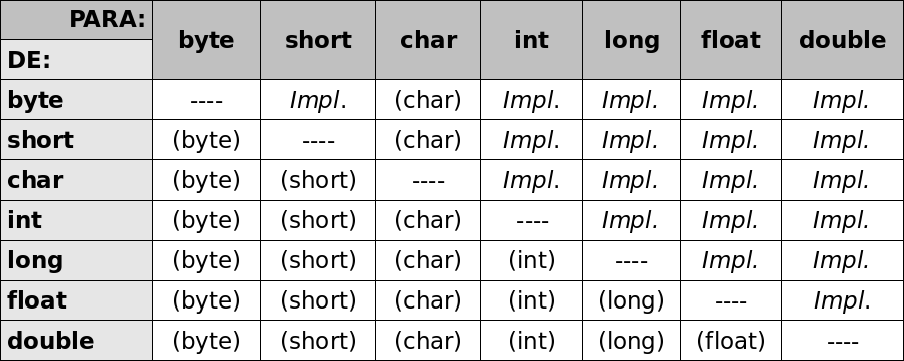 PARA:
DE:
byte short char int long float double
byte ---- Impl. (char) Impl. Impl. Impl. Impl.
short (byte) ---- (char) Impl. Impl. Impl. Impl.
char (byte) (short) ---- Impl. Impl. Impl. Impl.
int (byte) (short) (char) ---- Impl. Impl. Impl.
long (byte) (short) (char) (int) ---- Impl. Impl.
float (byte) (short) (char) (int) (long) ---- Impl.
double (byte) (short) (char) (int) (long) (float) ----